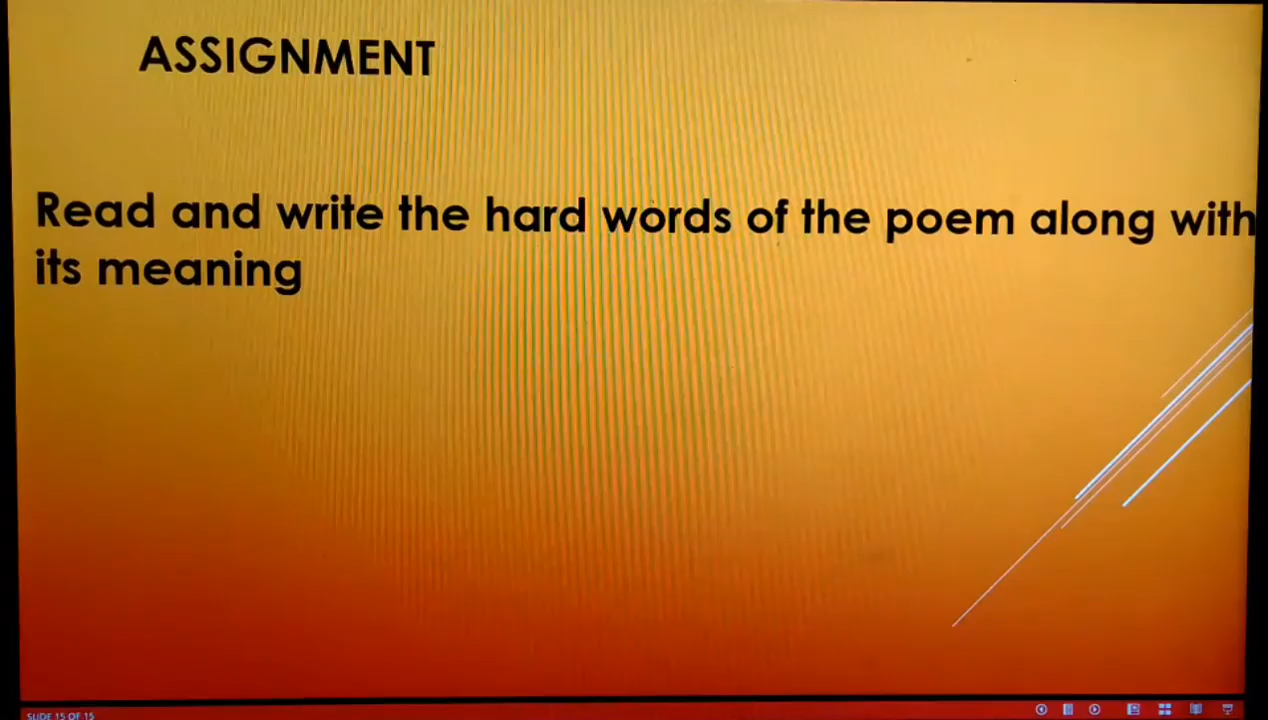 ASSIGNMENT
Read and write the hard words of the poem along with
its meaning
SLIDE 15 OF 15